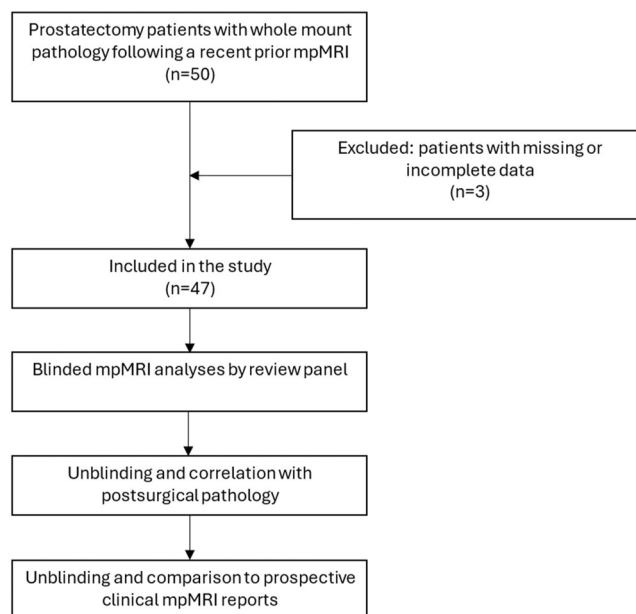 Prostatectomy patients with whole mount
pathology following a recent prior mpMRI
(n=50)
Excluded: patients with missing or
incomplete data
(n=3)
Included in the study
(n=47)
Blinded mpMRI analyses by review panel
Unblinding and correlation with
postsurgical pathology
Unblinding and comparison to prospective
clinical mpMRI reports